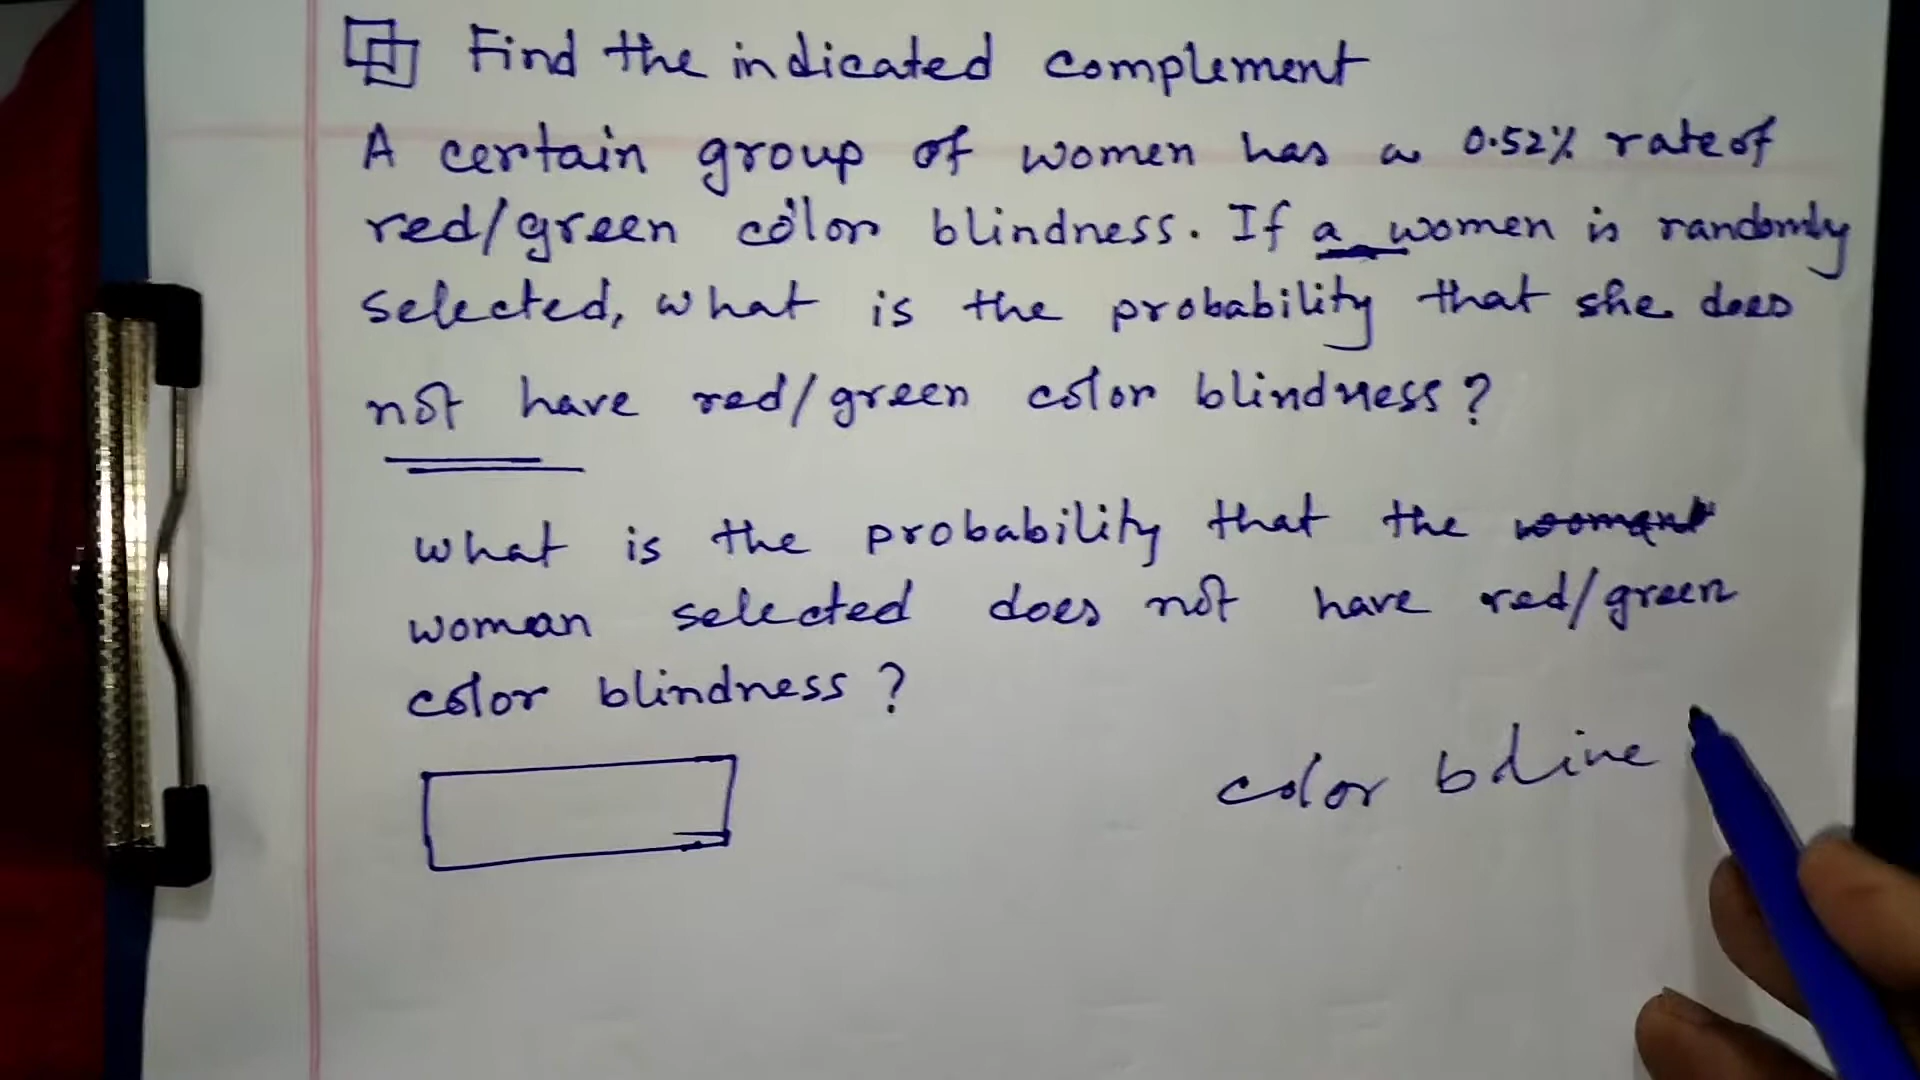 Find the indicated complement
A certain group of women has a 0.52% rate of
red/green color blindness. If a women is randomly
selected, what is the probability that she does
not have red/green color blindness?
what is the probability that the
woman selected does not have red/green
color blindness?
color bline